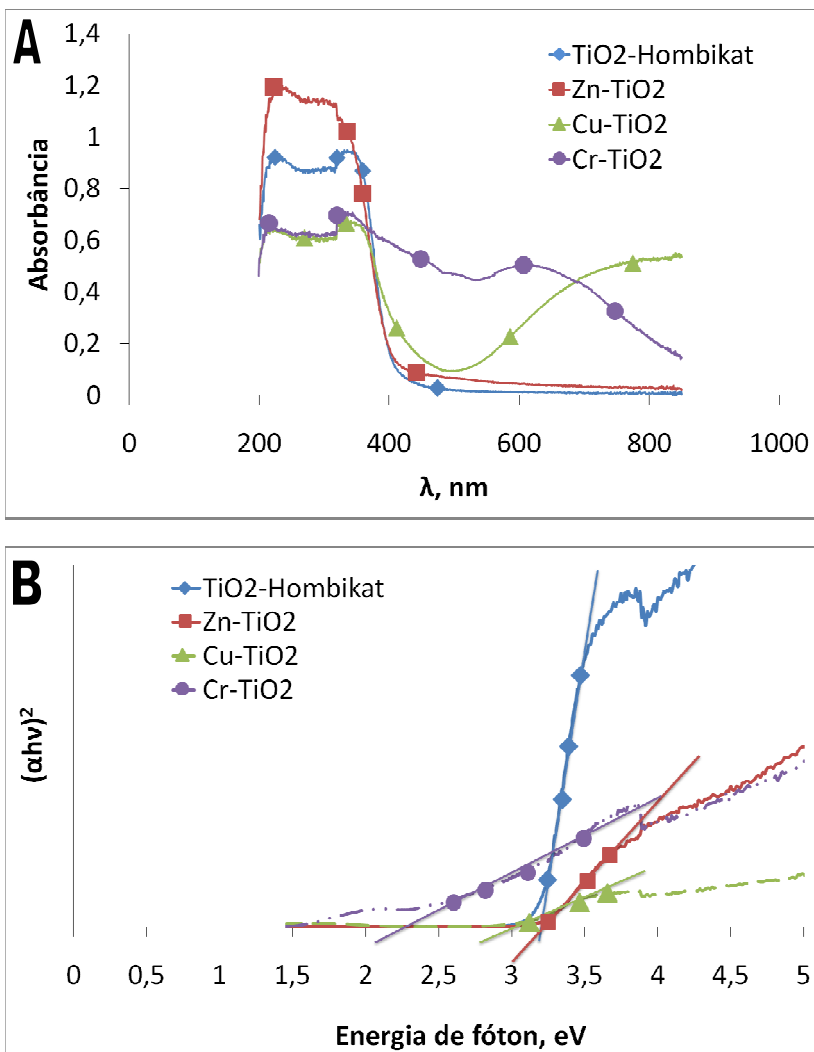 A
1,4
1,2
1
0,8
0,6
0,4
0,2
0
Absorbância
TiO2-Hombikat
Zn-TiO2
Cu-TiO2
Cr-TiO2
0 200 400 600 800 1000
λ, nm
B
TiO2-Hombikat
Zn-TiO2
Cu-TiO2
Cr-TiO2
(αhν)²
0 0,5 1 1,5 2 2,5 3 3,5 4 4,5 5
Energia de fóton, eV